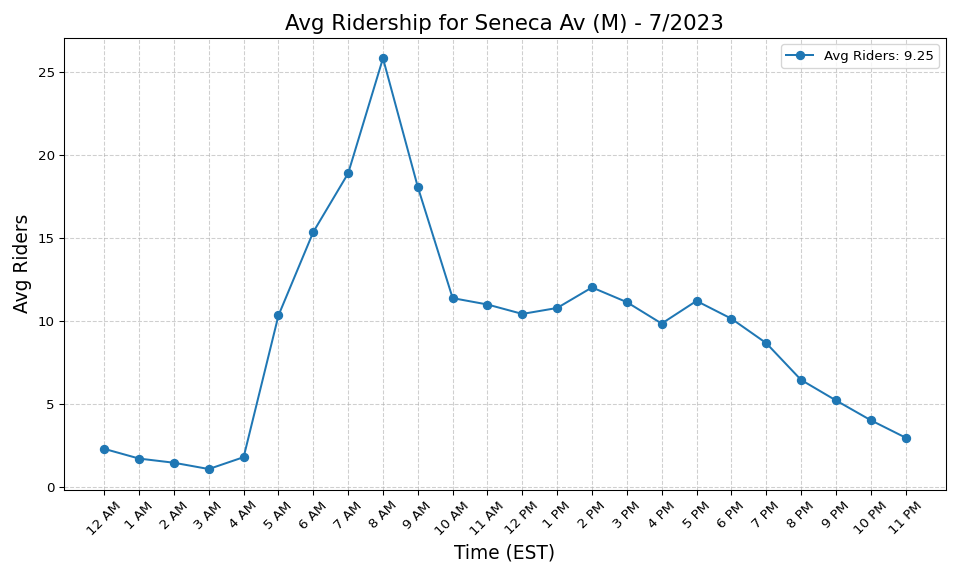 Avg Ridership for Seneca Av (M) - 7/2023
Avg Riders: 9.25
Avg Riders
25
20
15
10
5
0
12 AM
1 AM
2 AM
3 AM
4 AM
5 AM
6 AM
7 AM
8 AM
9 AM
10 AM
11 AM
12 PM
1 PM
2 PM
3 PM
4 PM
5 PM
6 PM
7 PM
8 PM
9 PM
10 PM
11 PM
Time (EST)